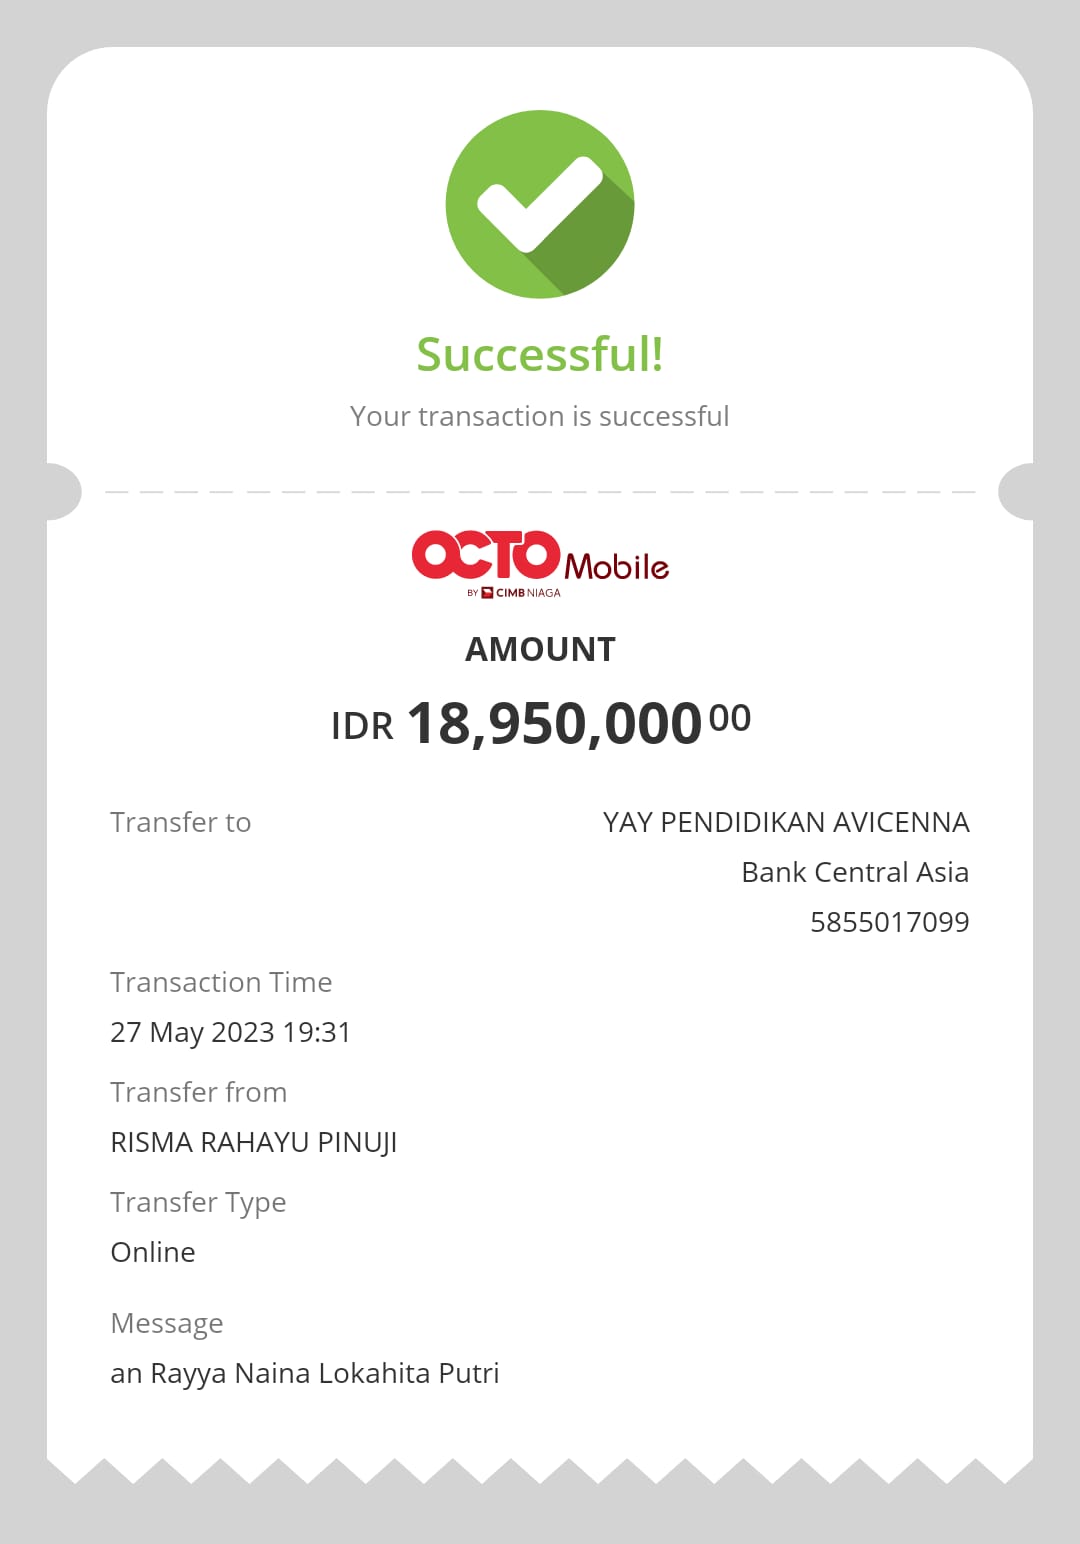 Successful!
Your transaction is successful
OCTO Mobile
BY CIMB NIAGA
AMOUNT
IDR 18,950,000 00
Transfer to
YAY PENDIDIKAN AVICENNA
Bank Central Asia
5855017099
Transaction Time
27 May 2023 19:31
Transfer from
RISMA RAHAYU PINUJI
Transfer Type
Online
Message
an Rayya Naina Lokahita Putri